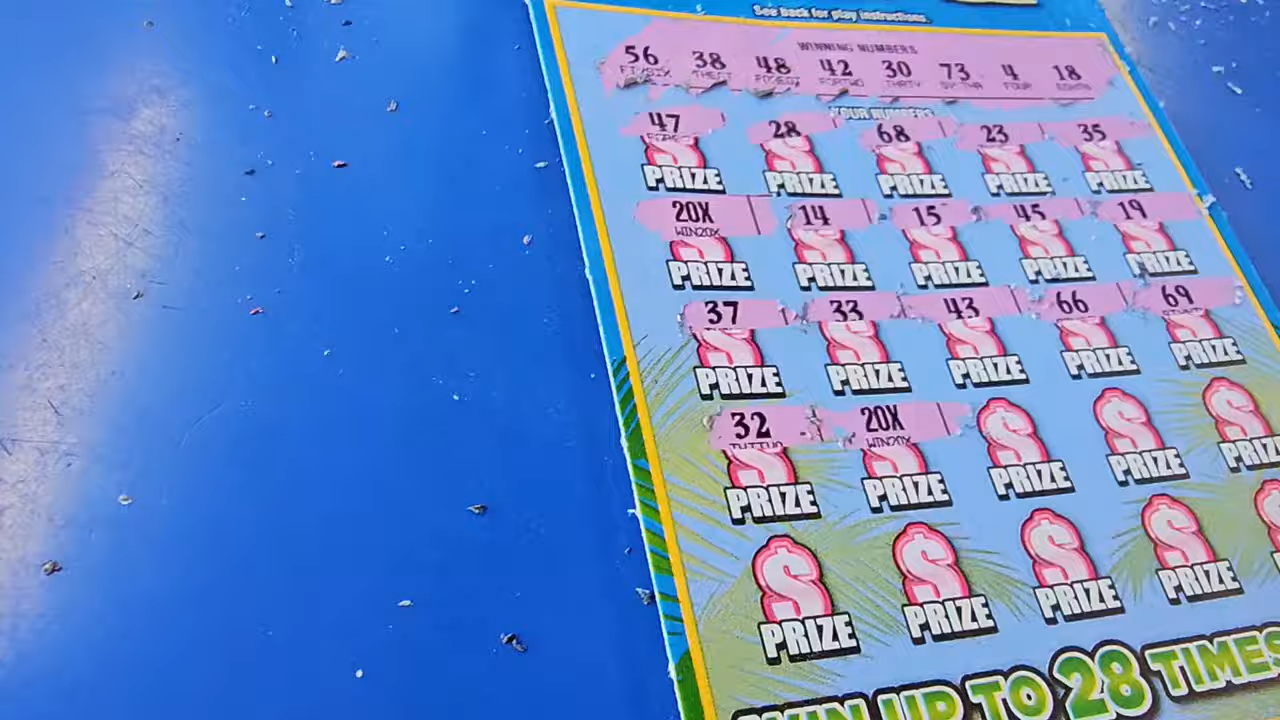 See back for play instructions.
WINNING NUMBERS
56 38 48 42 30 73 4 18
YOUR NUMBERS
47 28 68 23 35
PRIZE PRIZE PRIZE PRIZE PRIZE
20X 14 15 45 19
WIN20X
PRIZE PRIZE PRIZE PRIZE PRIZE
37 33 43 66 69
PRIZE PRIZE PRIZE PRIZE PRIZE
32 20X
WIN20X
$ $ $
PRIZE PRIZE PRIZE PRIZE PRIZE
$ $ $ $
PRIZE PRIZE PRIZE PRIZE
WIN UP TO 28 TIMES